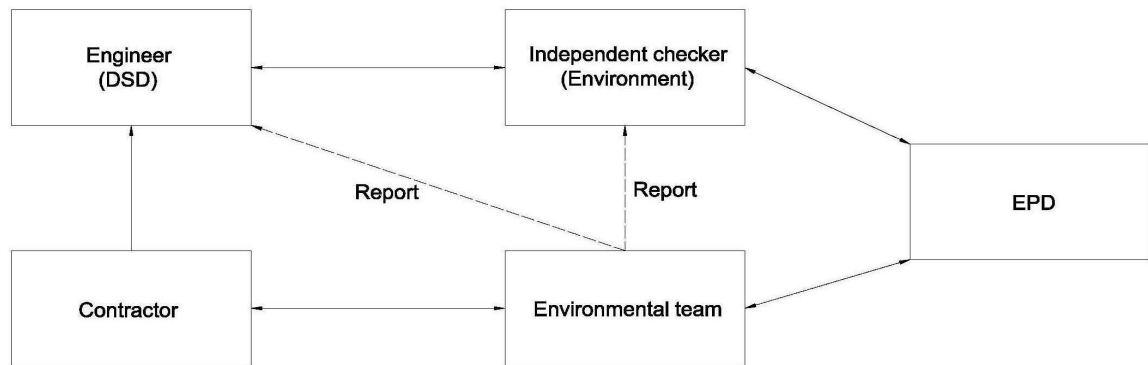 Engineer
(DSD)
Independent checker
(Environment)
Report
Report
EPD
Contractor
Environmental team